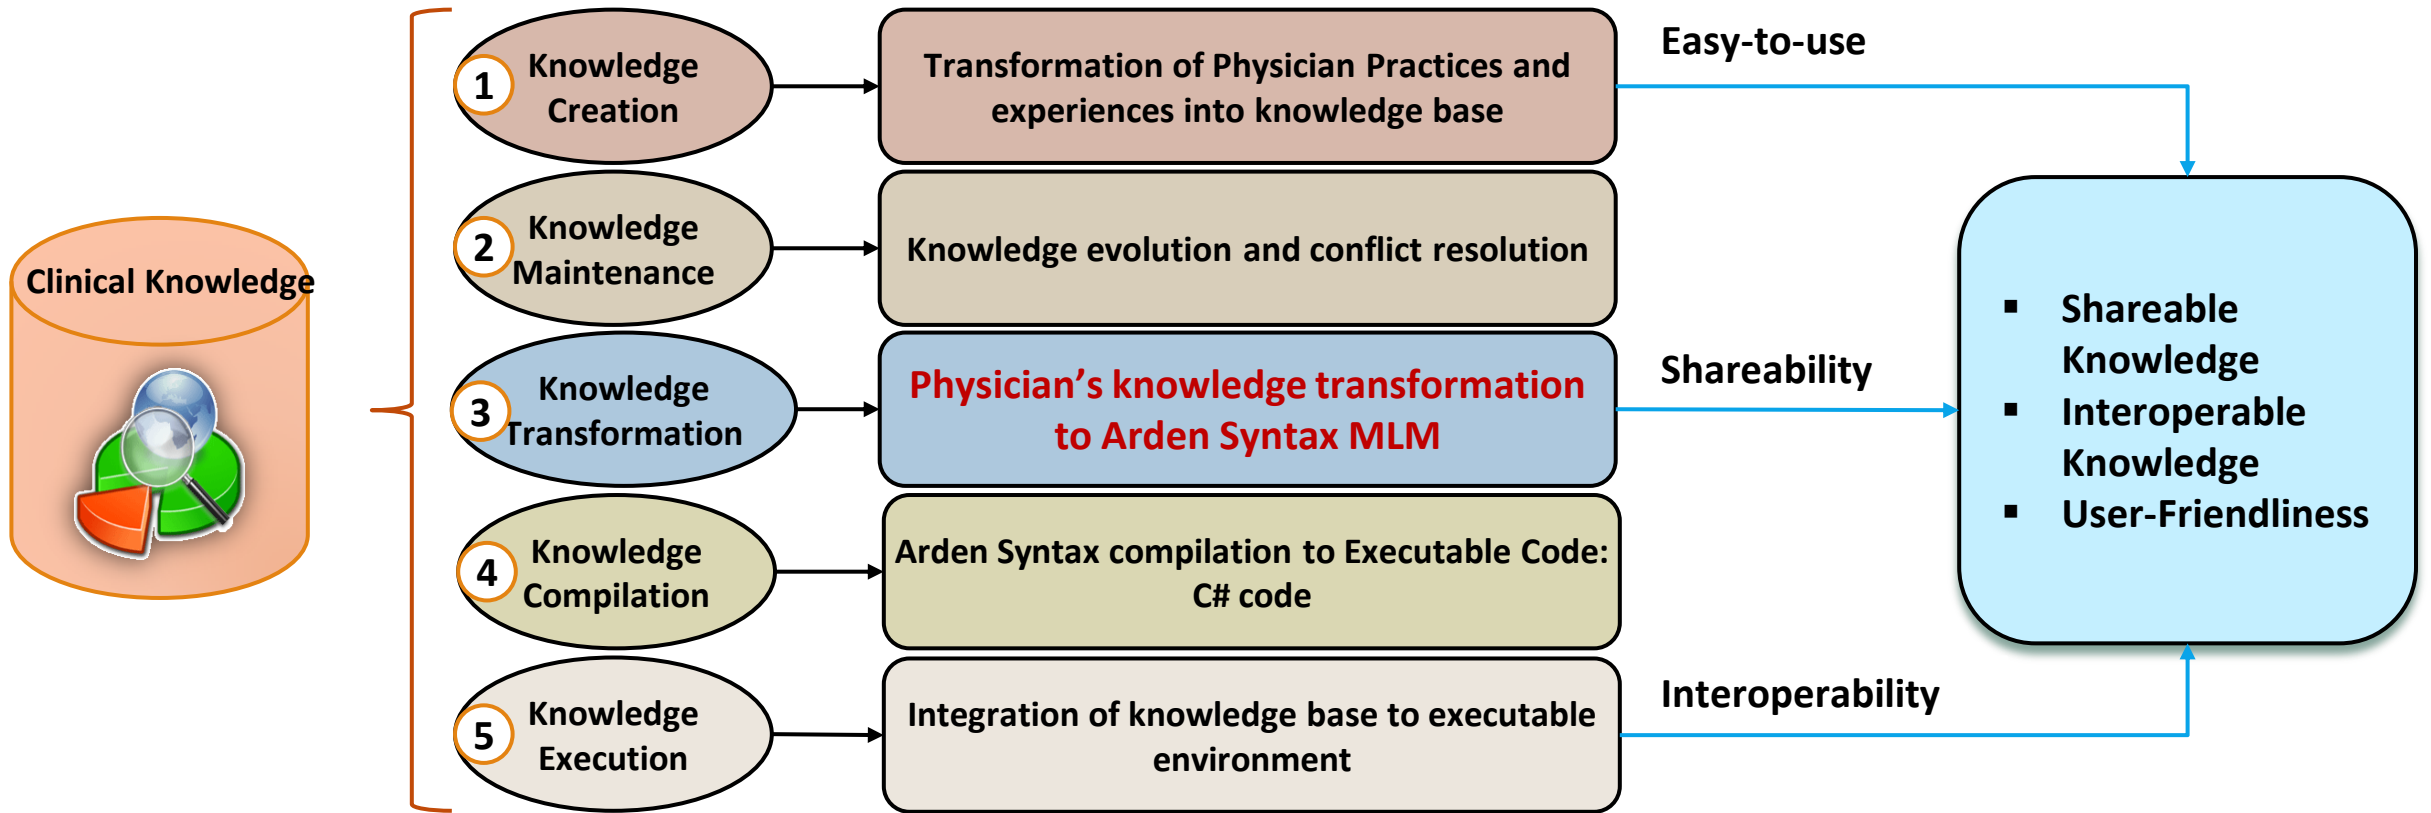 Clinical Knowledge
1
Knowledge
Creation
Transformation of Physician Practices and
experiences into knowledge base
Easy-to-use
2
Knowledge
Maintenance
Knowledge evolution and conflict resolution
3
Knowledge
Transformation
Physician’s knowledge transformation
to Arden Syntax MLM
Shareability
4
Knowledge
Compilation
Arden Syntax compilation to Executable Code:
C# code
5
Knowledge
Execution
Integration of knowledge base to executable
environment
Interoperability
▪ Shareable
Knowledge
▪ Interoperable
Knowledge
▪ User-Friendliness